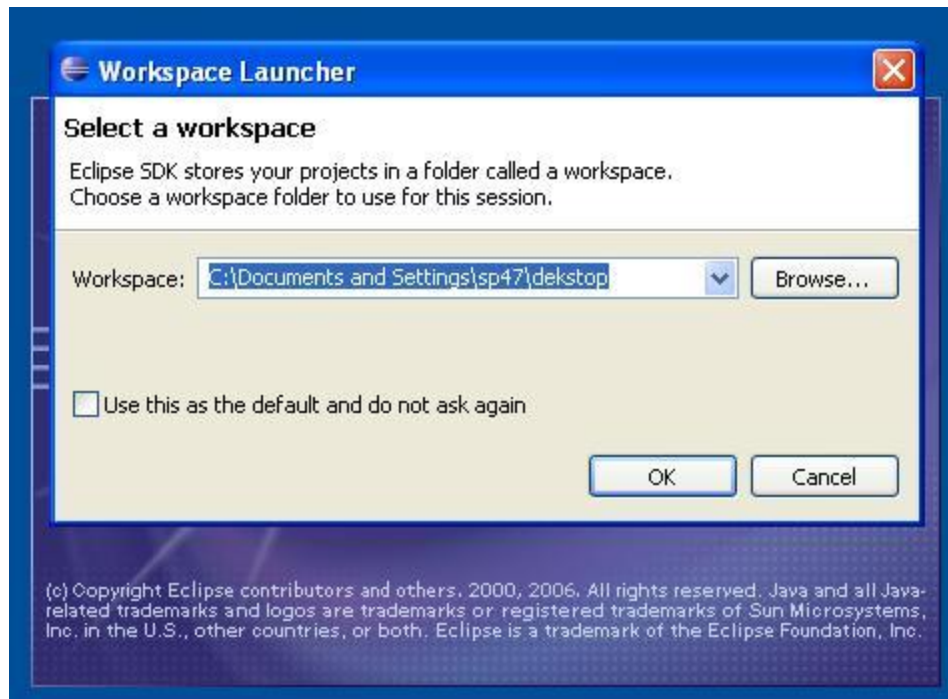 Workspace Launcher
Select a workspace
Eclipse SDK stores your projects in a folder called a workspace.
Choose a workspace folder to use for this session.
Workspace: C:\Documents and Settings\sp47\dekstop Browse...
Use this as the default and do not ask again
OK Cancel
(c) Copyright Eclipse contributors and others. 2000, 2006. All rights reserved. Java and all Java-
related trademarks and logos are trademarks or registered trademarks of Sun Microsystems,
Inc. in the U.S., other countries, or both. Eclipse is a trademark of the Eclipse Foundation, Inc.